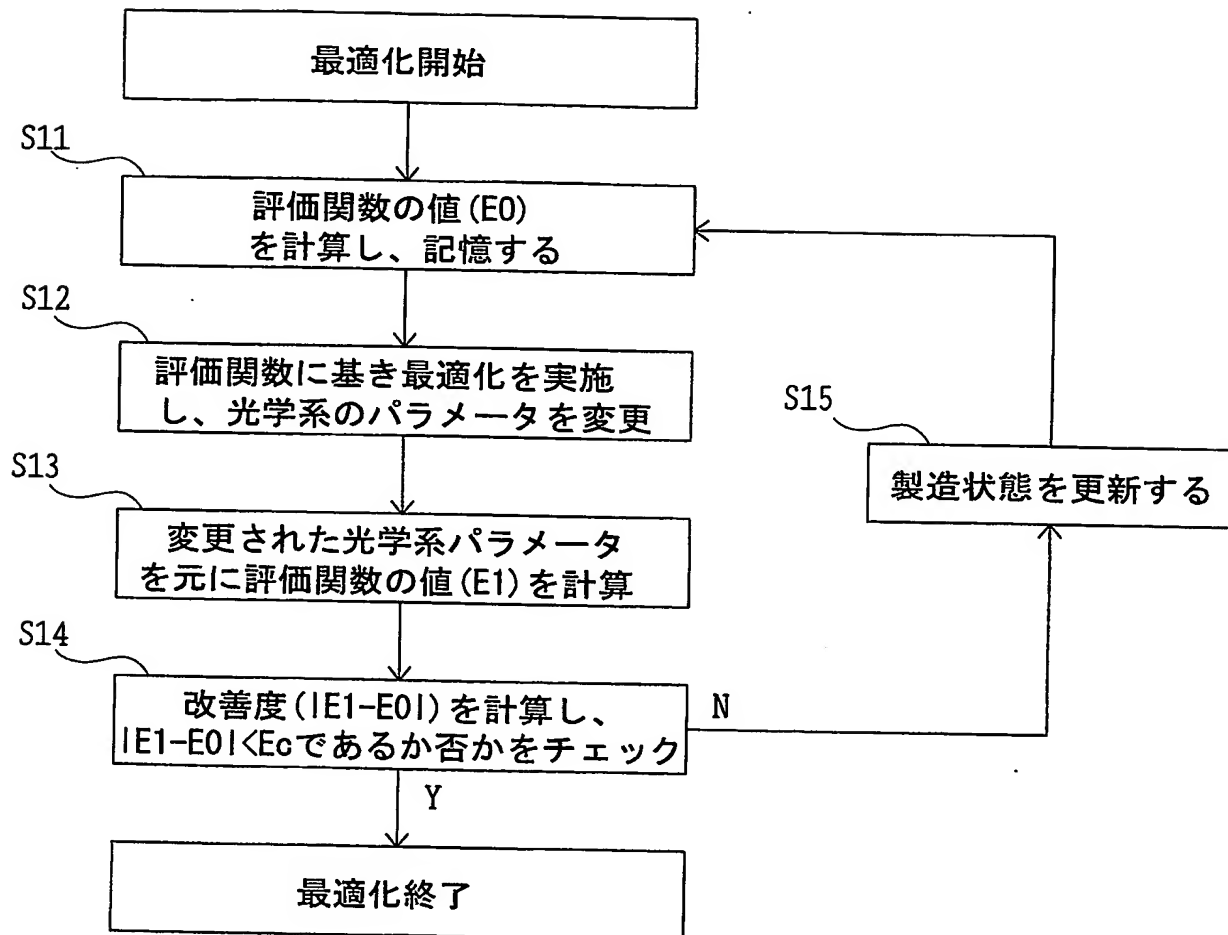 最適化開始
S11
評価関数の値(E0)
を計算し、記憶する
S12
評価関数に基き最適化を実施
し、光学系のパラメータを変更
S15
製造状態を更新する
S13
変更された光学系パラメータ
を元に評価関数の値(E1)を計算
S14
改善度(|E1-E0|)を計算し、
|E1-E0|<Ecであるか否かをチェック
N
Y
最適化終了